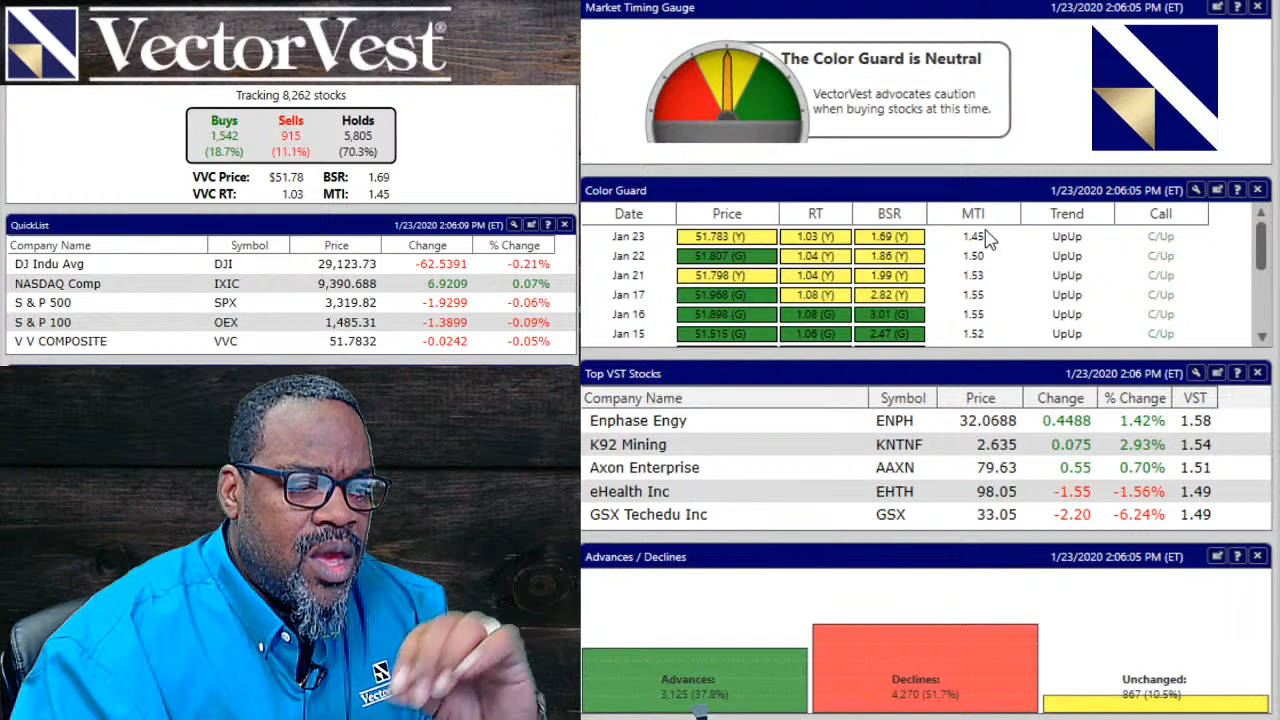 VectorVest®
Tracking 8,262 stocks
Buys Sells Holds
1,542 915 5,805
(18.7%) (11.1%) (70.3%)
VVC Price: $51.78 BSR: 1.69
VVC RT: 1.03 MTI: 1.45
QuickList 1/23/2020 2:06:09 PM (ET)
Company Name Symbol Price Change % Change
DJ Indu Avg DJI 29,123.73 -62.5391 -0.21%
NASDAQ Comp IXIC 9,390.688 6.9209 0.07%
S & P 500 SPX 3,319.82 -1.9299 -0.06%
S & P 100 OEX 1,485.31 -1.3899 -0.09%
V V COMPOSITE VVC 51.7832 -0.0242 -0.05%
Market Timing Gauge 1/23/2020 2:06:05 PM (ET)
The Color Guard is Neutral
VectorVest advocates caution
when buying stocks at this time.
Color Guard 1/23/2020 2:06:05 PM (ET)
Date Price RT BSR MTI Trend Call
Jan 23 51.783 (Y) 1.03 (Y) 1.69 (Y) 1.45 UpUp C/Up
Jan 22 51.807 (G) 1.04 (Y) 1.86 (Y) 1.50 UpUp C/Up
Jan 21 51.798 (Y) 1.04 (Y) 1.99 (Y) 1.53 UpUp C/Up
Jan 17 51.968 (G) 1.08 (Y) 2.82 (Y) 1.55 UpUp C/Up
Jan 16 51.898 (G) 1.08 (G) 3.01 (G) 1.55 UpUp C/Up
Jan 15 51.515 (G) 1.06 (G) 2.47 (G) 1.52 UpUp C/Up
Top VST Stocks 1/23/2020 2:06 PM (ET)
Company Name Symbol Price Change % Change VST
Enphase Engy ENPH 32.0688 0.4488 1.42% 1.58
K92 Mining KNTNF 2.635 0.075 2.93% 1.54
Axon Enterprise AAXN 79.63 0.55 0.70% 1.51
eHealth Inc EHTH 98.05 -1.55 -1.56% 1.49
GSX Techedu Inc GSX 33.05 -2.20 -6.24% 1.49
Advances / Declines 1/23/2020 2:06:05 PM (ET)
Advances: Declines: Unchanged:
3,125 (37.8%) 4,270 (51.7%) 867 (10.5%)